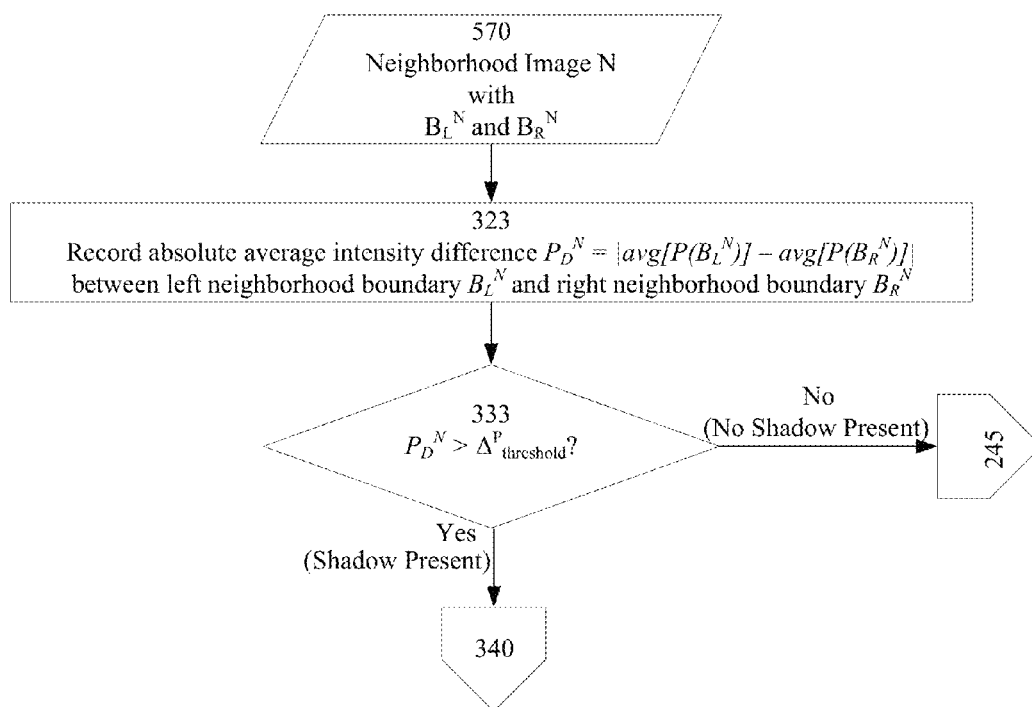 570
Neighborhood Image N
with
B_L^N and B_R^N
323
Record absolute average intensity difference P_D^N = |avg[P(B_L^N)] – avg[P(B_R^N)]|
between left neighborhood boundary B_L^N and right neighborhood boundary B_R^N
333
P_D^N > Δ^P_threshold?
No
(No Shadow Present)
245
Yes
(Shadow Present)
340